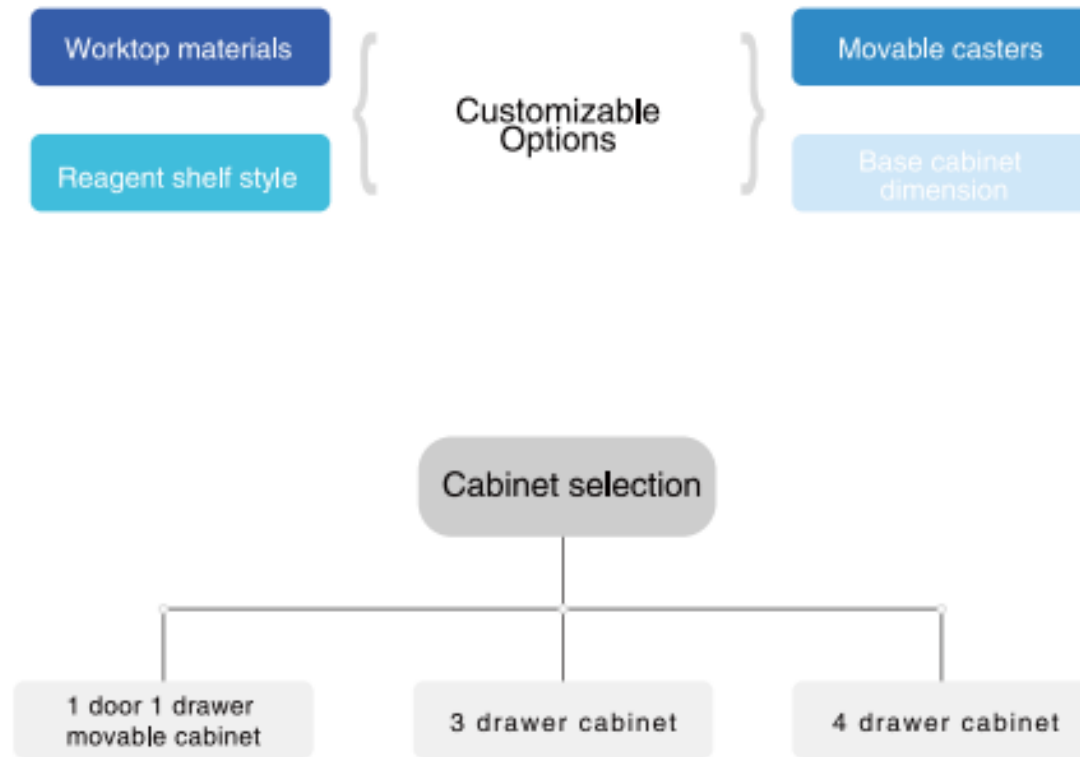 Worktop materials
Movable casters
Customizable
Options
Reagent shelf style
Base cabinet
dimension
Cabinet selection
1 door 1 drawer
movable cabinet
3 drawer cabinet
4 drawer cabinet